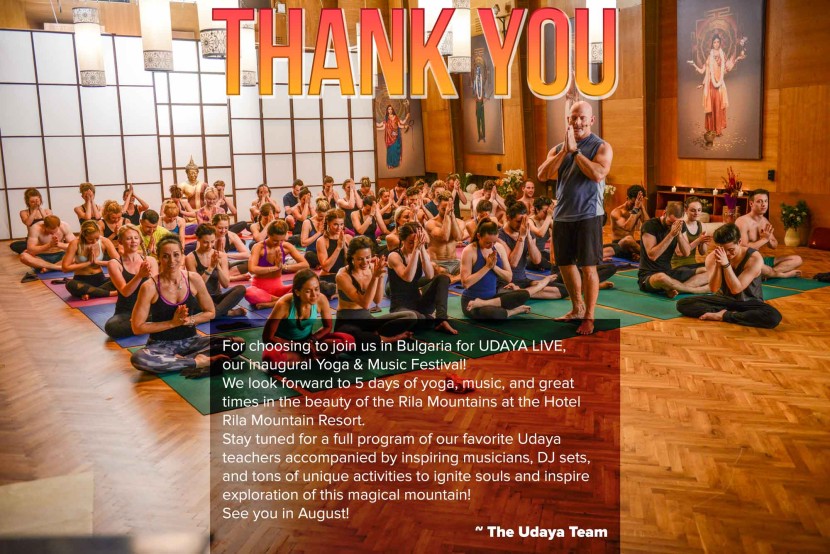 THANK YOU
For choosing to join us in Bulgaria for UDAYA LIVE,
our inaugural Yoga & Music Festival!
We look forward to 5 days of yoga, music, and great
times in the beauty of the Rila Mountains at the Hotel
Rila Mountain Resort.
Stay tuned for a full program of our favorite Udaya
teachers accompanied by inspiring musicians, DJ sets,
and tons of unique activities to ignite souls and inspire
exploration of this magical mountain!
See you in August!
~ The Udaya Team